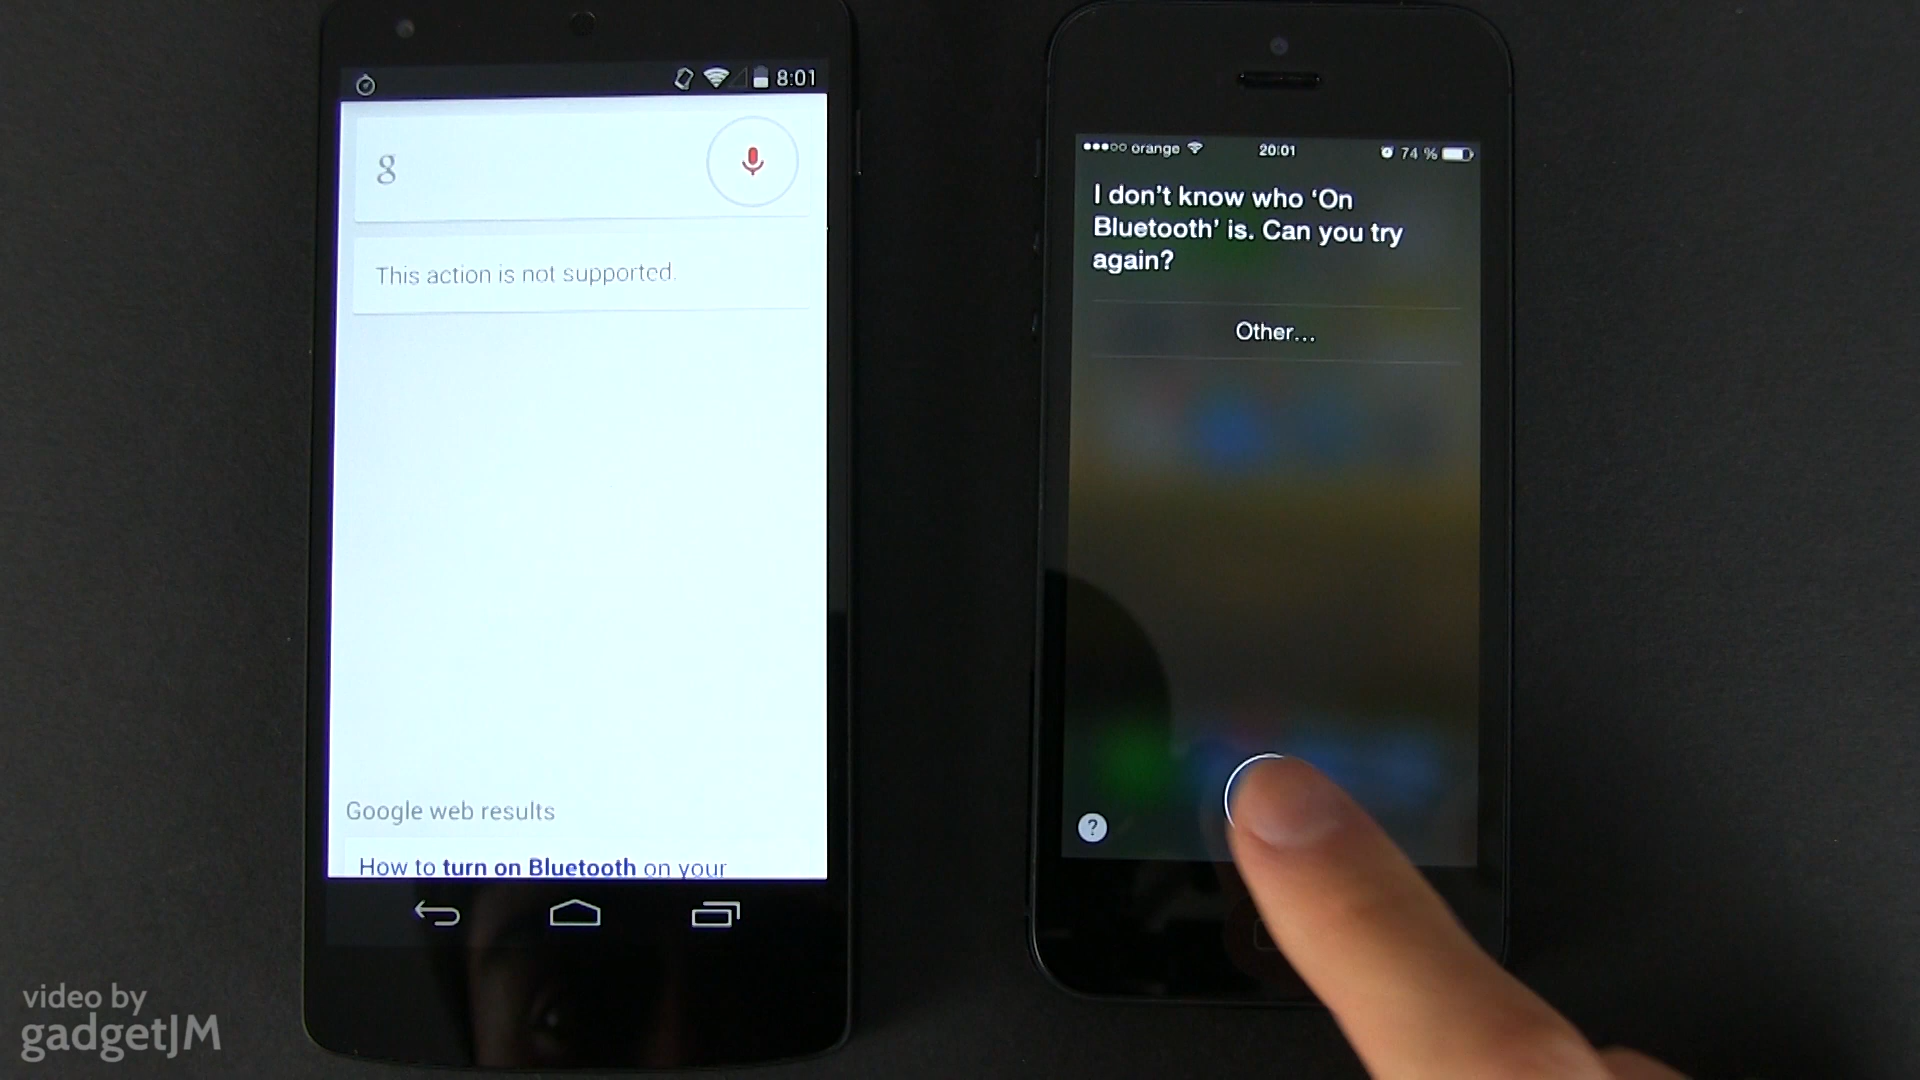 8:01
g
This action is not supported.
Google web results
How to turn on Bluetooth on your
orange
20:01
74 %
I don't know who 'On
Bluetooth' is. Can you try
again?
Other...
?
video by
gadgetJM